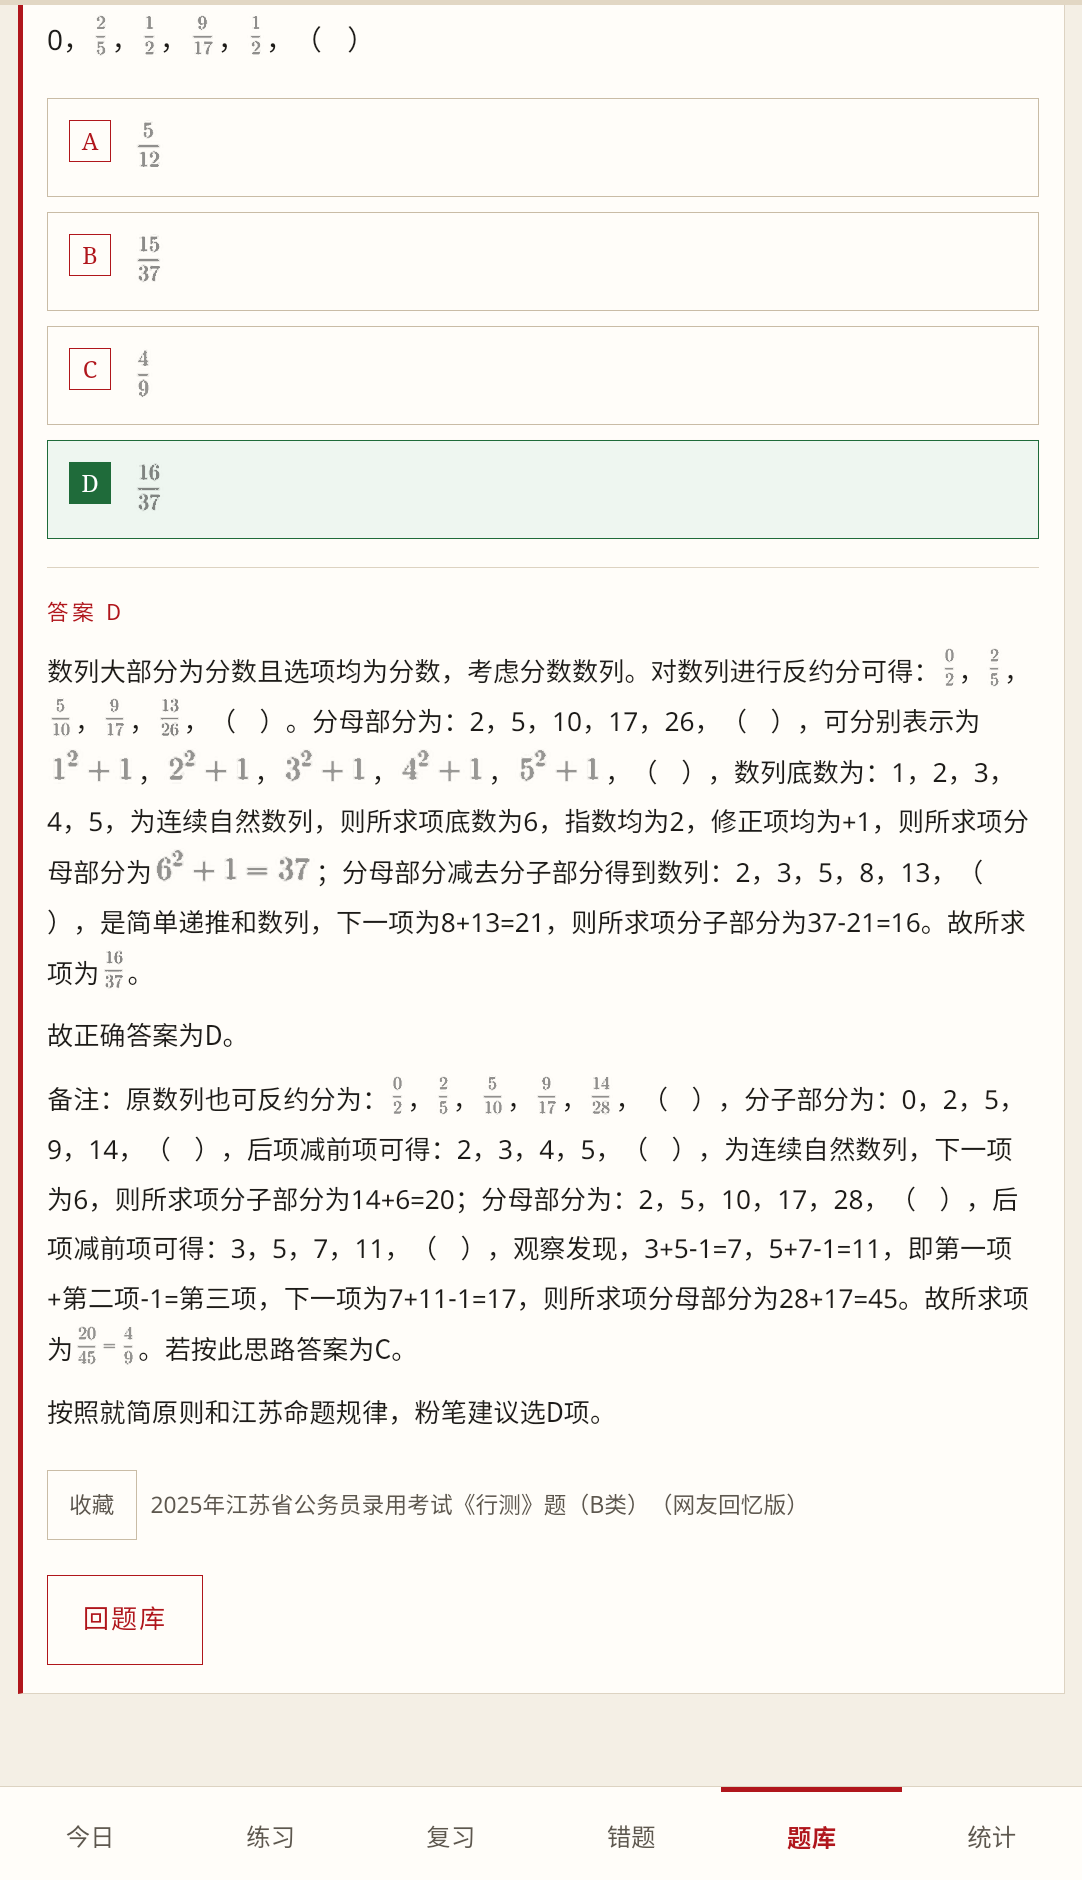 0， 2/5， 1/2， 9/17， 1/2， （ ）
A 5/12
B 15/37
C 4/9
D 16/37
答案 D
数列大部分为分数且选项均为分数，考虑分数数列。对数列进行反约分可得： 0/2， 2/5，
5/10， 9/17， 13/26， （ ）。分母部分为：2，5，10，17，26，（ ），可分别表示为
1² + 1， 2² + 1， 3² + 1， 4² + 1， 5² + 1， （ ），数列底数为：1，2，3，
4，5，为连续自然数列，则所求项底数为6，指数均为2，修正项均为+1，则所求项分
母部分为 6² + 1 = 37；分母部分减去分子部分得到数列：2，3，5，8，13，（
），是简单递推和数列，下一项为8+13=21，则所求项分子部分为37-21=16。故所求
项为 16/37。
故正确答案为D。
备注：原数列也可反约分为： 0/2， 2/5， 5/10， 9/17， 14/28， （ ），分子部分为：0，2，5，
9，14，（ ），后项减前项可得：2，3，4，5，（ ），为连续自然数列，下一项
为6，则所求项分子部分为14+6=20；分母部分为：2，5，10，17，28，（ ），后
项减前项可得：3，5，7，11，（ ），观察发现，3+5-1=7，5+7-1=11，即第一项
+第二项-1=第三项，下一项为7+11-1=17，则所求项分母部分为28+17=45。故所求项
为 20/45 = 4/9。若按此思路答案为C。
按照就简原则和江苏命题规律，粉笔建议选D项。
收藏 2025年江苏省公务员录用考试《行测》题（B类）（网友回忆版）
回题库
今日 练习 复习 错题 题库 统计